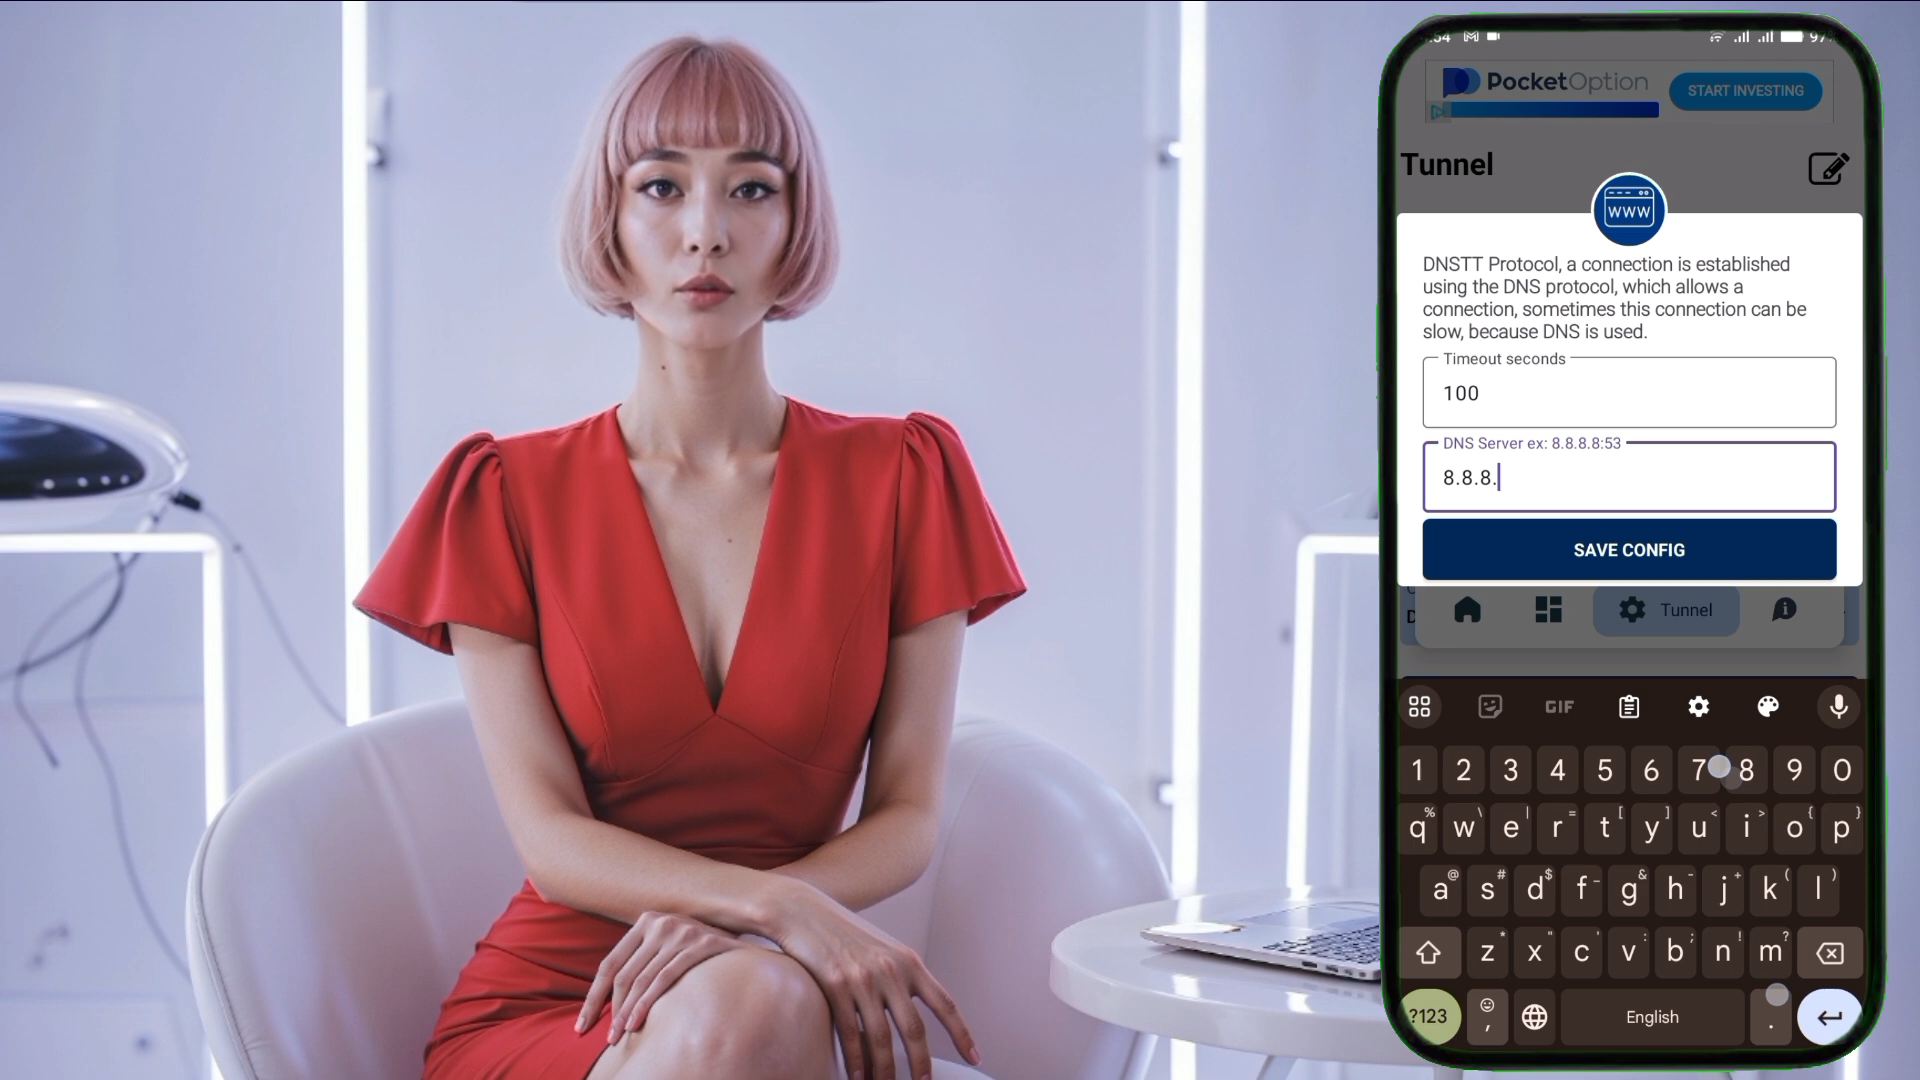 :54 97
PocketOption START INVESTING
Tunnel
WWW
DNSTT Protocol, a connection is established
using the DNS protocol, which allows a
connection, sometimes this connection can be
slow, because DNS is used.
Timeout seconds
100
DNS Server ex: 8.8.8.8:53
8.8.8.
SAVE CONFIG
Tunnel
GIF
1 2 3 4 5 6 7 8 9 0
% \ | = [ ] < > { }
q w e r t y u i o p
@ # $ - & - + ( )
a s d f g h j k l
* " ' : ; ! ?
z x c v b n m
?123 , English .